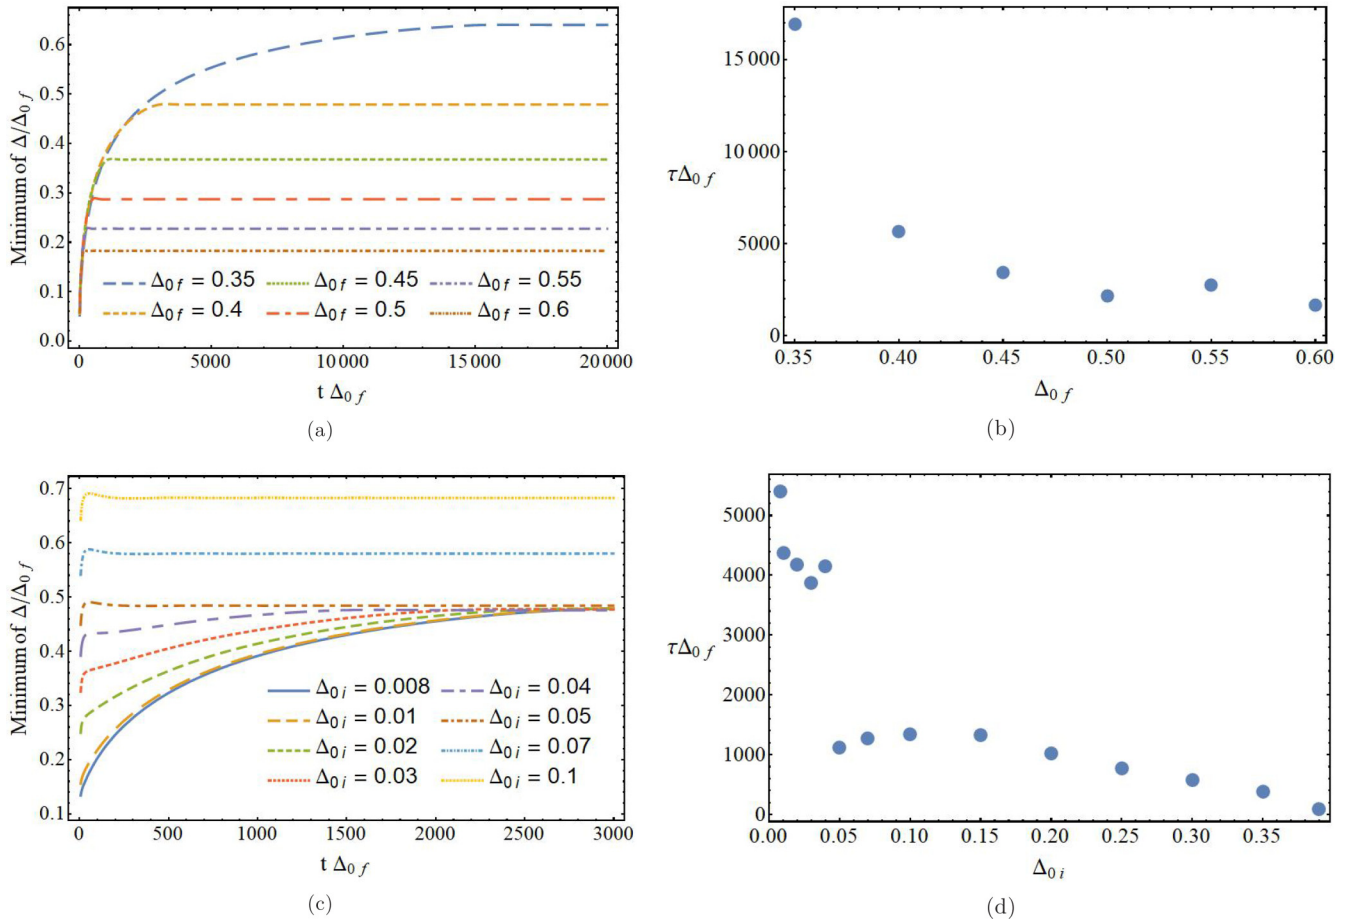 Minimum of Δ/Δ0 f
0.6
0.5
0.4
0.3
0.2
0.1
0.0
Δ0 f = 0.35
Δ0 f = 0.45
Δ0 f = 0.55
Δ0 f = 0.4
Δ0 f = 0.5
Δ0 f = 0.6
0
5000
10 000
15 000
20 000
t Δ0 f
(a)
τΔ0 f
15 000
10 000
5000
0
0.35
0.40
0.45
0.50
0.55
0.60
Δ0 f
(b)
Minimum of Δ/Δ0 f
0.7
0.6
0.5
0.4
0.3
0.2
0.1
Δ0 i = 0.008
Δ0 i = 0.04
Δ0 i = 0.01
Δ0 i = 0.05
Δ0 i = 0.02
Δ0 i = 0.07
Δ0 i = 0.03
Δ0 i = 0.1
0
500
1000
1500
2000
2500
3000
t Δ0 f
(c)
τΔ0 f
5000
4000
3000
2000
1000
0
0.00
0.05
0.10
0.15
0.20
0.25
0.30
0.35
Δ0 i
(d)